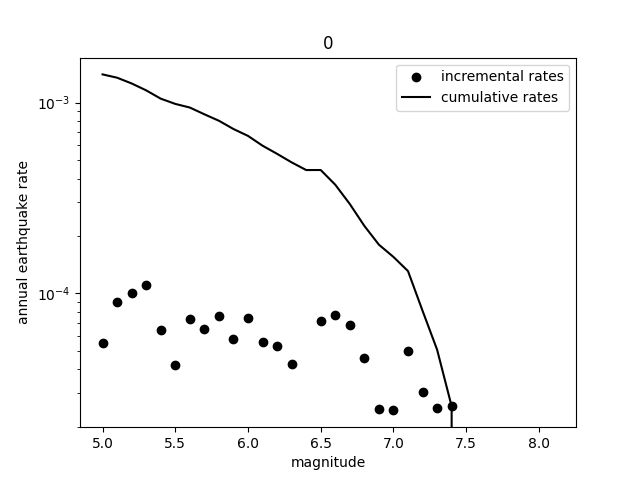 0
incremental rates
cumulative rates
10⁻³
10⁻⁴
annual earthquake rate
5.0 5.5 6.0 6.5 7.0 7.5 8.0
magnitude